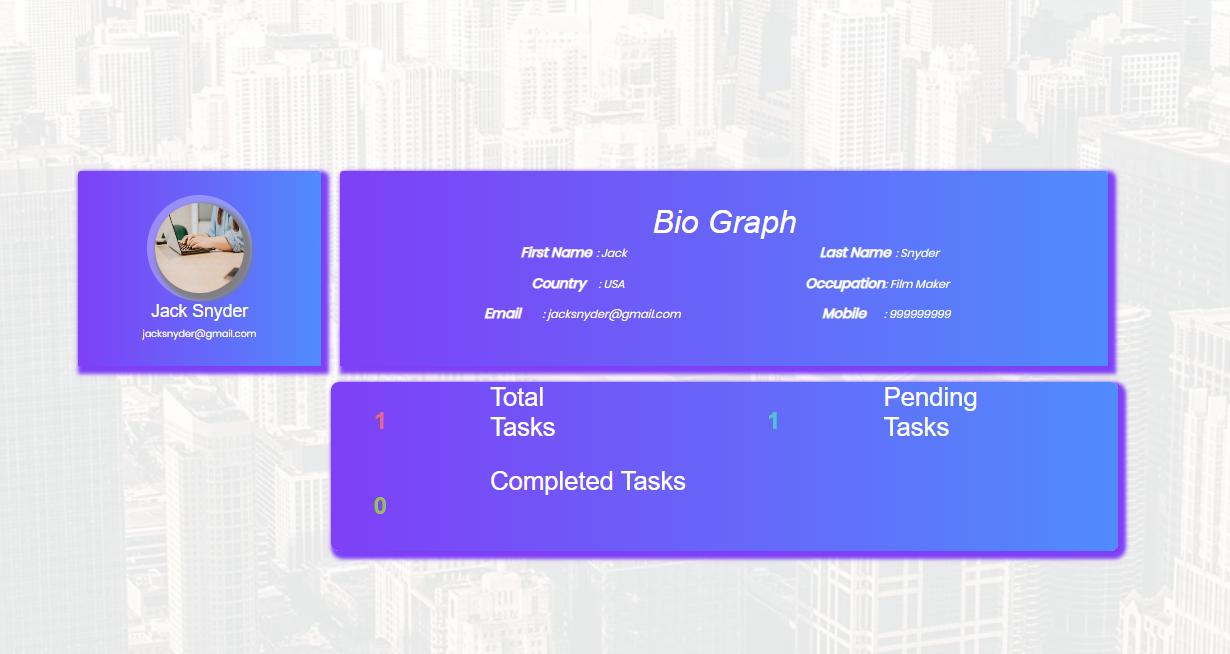 Jack Snyder
jacksnyder@gmail.com
Bio Graph
First Name : Jack
Last Name : Snyder
Country : USA
Occupation: Film Maker
Email : jacksnyder@gmail.com
Mobile : 999999999
1
Total
Tasks
1
Pending
Tasks
0
Completed Tasks